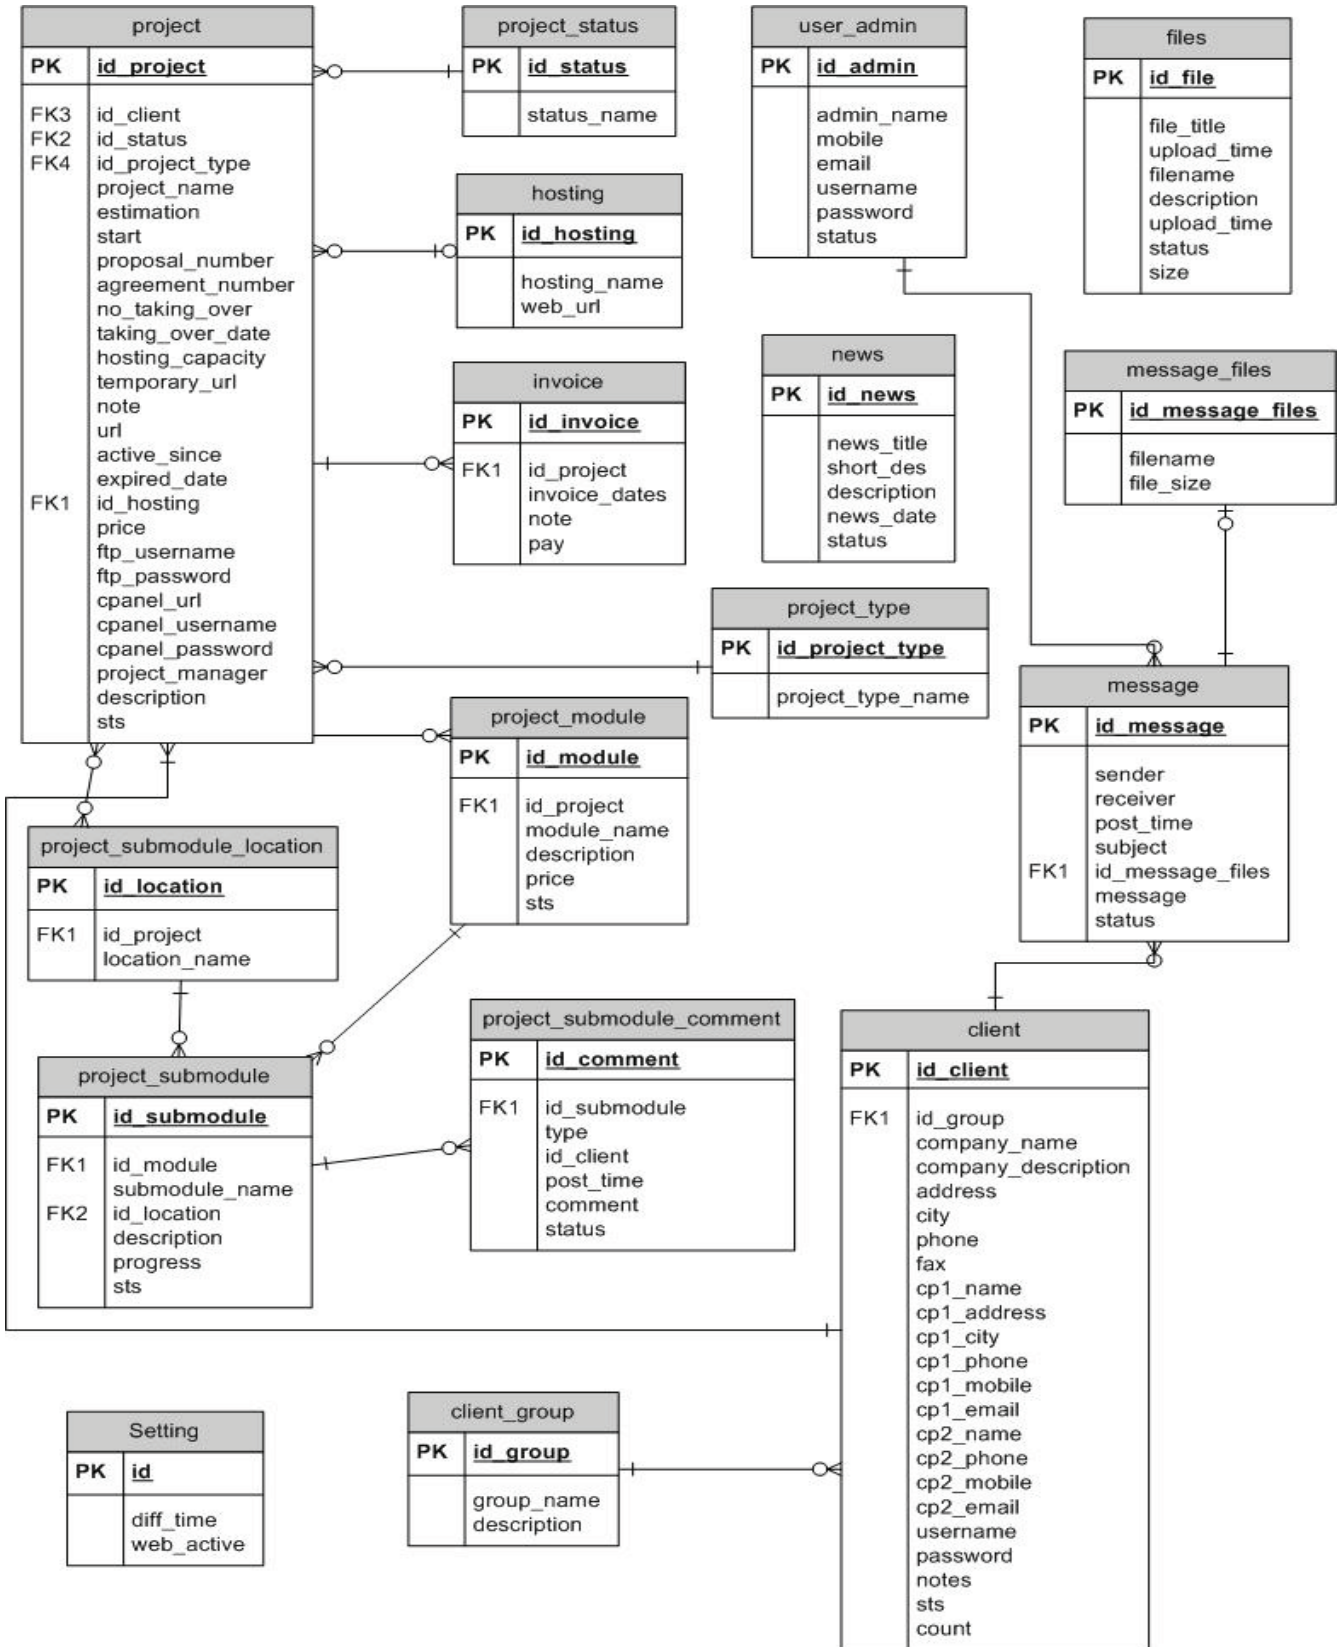 project
PK id_project
FK3 id_client
FK2 id_status
FK4 id_project_type
project_name
estimation
start
proposal_number
agreement_number
no_taking_over
taking_over_date
hosting_capacity
temporary_url
note
url
active_since
expired_date
FK1 id_hosting
price
ftp_username
ftp_password
cpanel_url
cpanel_username
cpanel_password
project_manager
description
sts
project_status
PK id_status
status_name
hosting
PK id_hosting
hosting_name
web_url
invoice
PK id_invoice
FK1 id_project
invoice_dates
note
pay
user_admin
PK id_admin
admin_name
mobile
email
username
password
status
files
PK id_file
file_title
upload_time
filename
description
upload_time
status
size
news
PK id_news
news_title
short_des
description
news_date
status
message_files
PK id_message_files
filename
file_size
project_type
PK id_project_type
project_type_name
project_module
PK id_module
FK1 id_project
module_name
description
price
sts
message
PK id_message
sender
receiver
post_time
subject
FK1 id_message_files
message
status
project_submodule_location
PK id_location
FK1 id_project
location_name
project_submodule
PK id_submodule
FK1 id_module
submodule_name
FK2 id_location
description
progress
sts
project_submodule_comment
PK id_comment
FK1 id_submodule
type
id_client
post_time
comment
status
client
PK id_client
FK1 id_group
company_name
company_description
address
city
phone
fax
cp1_name
cp1_address
cp1_city
cp1_phone
cp1_mobile
cp1_email
cp2_name
cp2_phone
cp2_mobile
cp2_email
username
password
notes
sts
count
Setting
PK id
diff_time
web_active
client_group
PK id_group
group_name
description